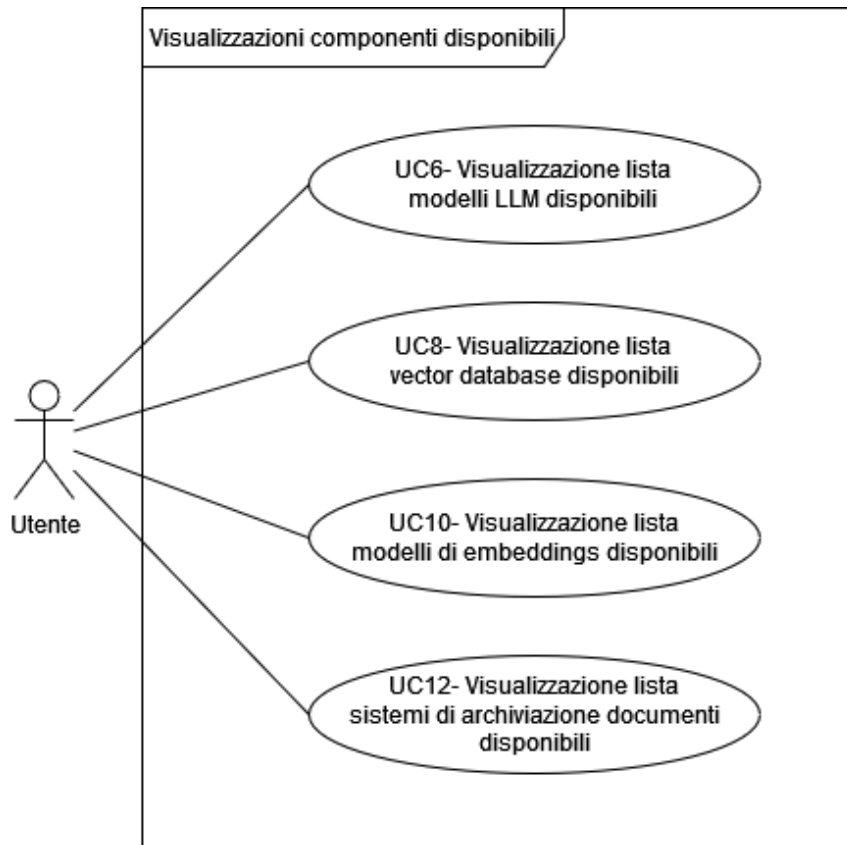 Visualizzazioni componenti disponibili
UC6- Visualizzazione lista
modelli LLM disponibili
UC8- Visualizzazione lista
vector database disponibili
Utente
UC10- Visualizzazione lista
modelli di embeddings disponibili
UC12- Visualizzazione lista
sistemi di archiviazione documenti
disponibili